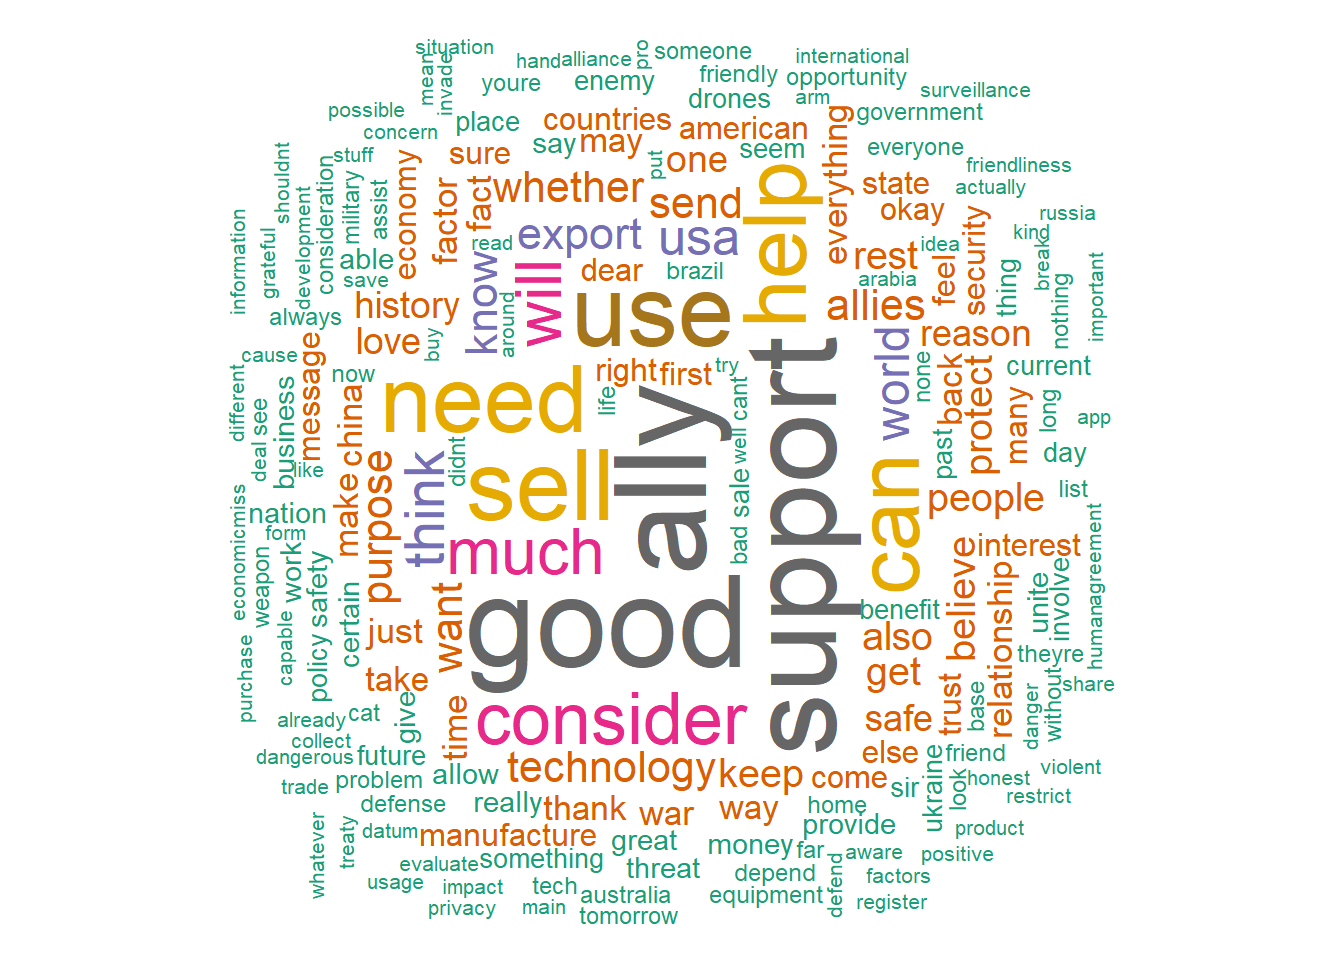 situation
mean
invade
hand
alliance
pro
someone
international
youre
enemy
friendly
opportunity
drones
arm
surveillance
government
possible
concern
place
countries
american
everything
everyone
stuff
sure
say
may
one
put
seem
friendliness
shouldnt
consideration
military
assist
economy
factor
fact
whether
send
help
state
actually
okay
russia
information
grateful
development
able
save
read
export
usa
rest
idea
kind
break
dear
brazil
arabia
feel
security
thing
nothing
important
always
history
know
around
will
use
allies
love
buy
reason
cause
now
need
right
first
try
world
none
back
protect
current
different
deal
see
business
message
china
life
many
long
app
like
think
didnt
sell
ally
well
cant
support
can
past
day
nation
make
purpose
much
bad
sale
people
list
form
economic
miss
weapon
work
certain
want
good
believe
interest
human
agreement
capable
policy
safety
just
benefit
also
relationship
unite
involve
theyre
purchase
take
get
trust
base
danger
without
share
already
cat
give
time
consider
safe
collect
dangerous
future
technology
keep
come
else
friend
violent
trade
problem
allow
sir
ukraine
look
honest
restrict
defense
really
thank
war
way
home
provide
product
whatever
treaty
datum
manufacture
great
money
far
aware
positive
evaluate
something
threat
depend
factors
usage
impact
tech
australia
equipment
defend
register
privacy
main
tomorrow